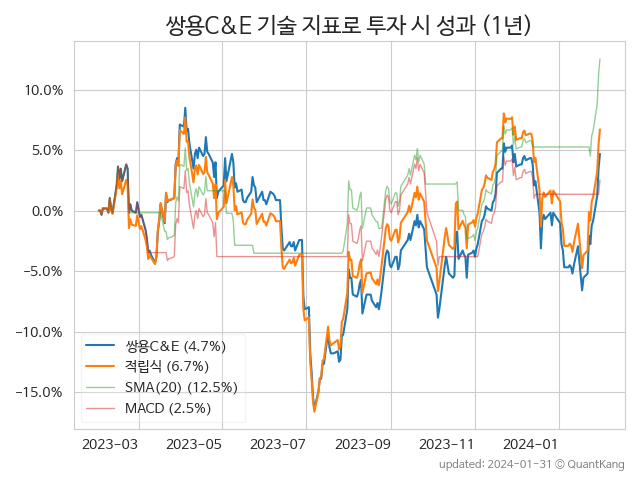 쌍용C&E 기술 지표로 투자 시 성과 (1년)
10.0%
5.0%
0.0%
−5.0%
−10.0%
−15.0%
쌍용C&E (4.7%)
적립식 (6.7%)
SMA(20) (12.5%)
MACD (2.5%)
2023-03 2023-05 2023-07 2023-09 2023-11 2024-01
updated: 2024-01-31 © QuantKang